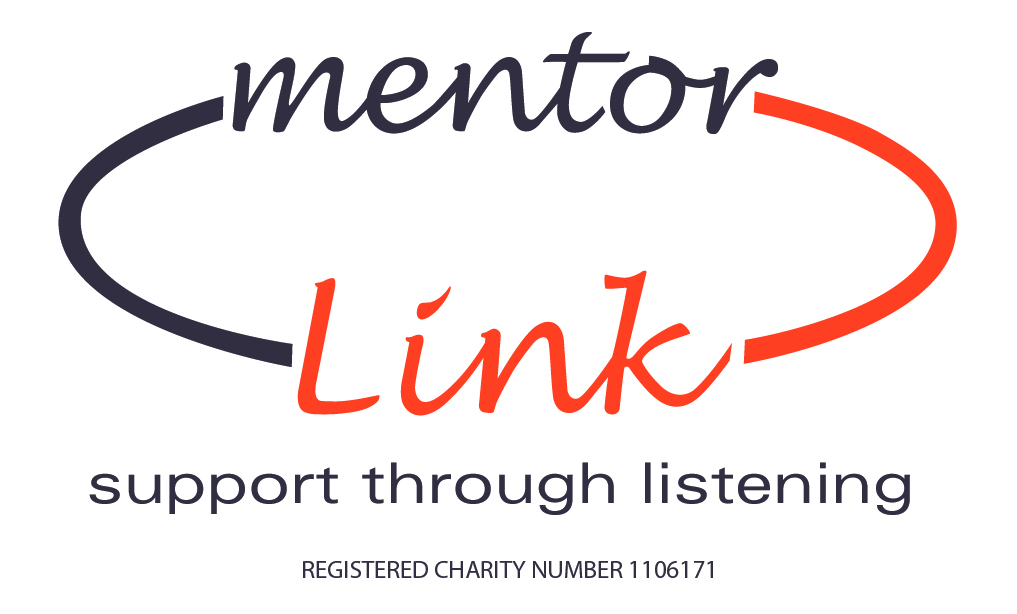 mentor
Link
support through listening
REGISTERED CHARITY NUMBER 1106171